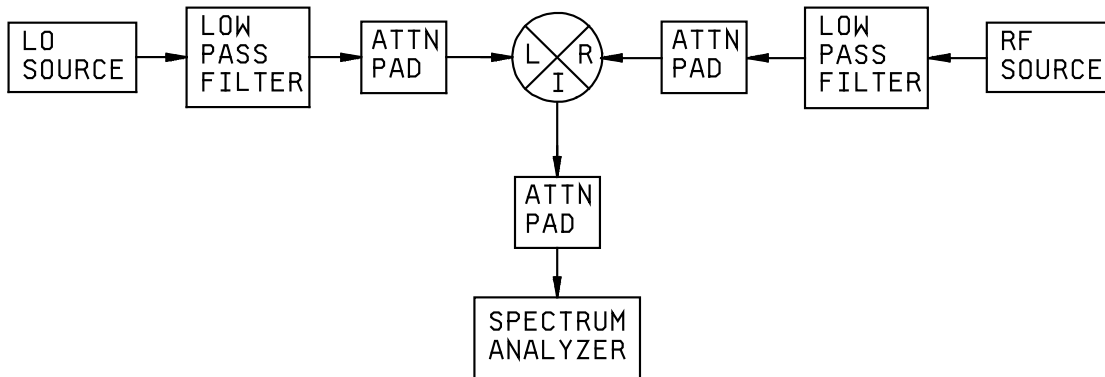 LO
SOURCE
LOW
PASS
FILTER
ATTN
PAD
L
R
I
ATTN
PAD
LOW
PASS
FILTER
RF
SOURCE
ATTN
PAD
SPECTRUM
ANALYZER